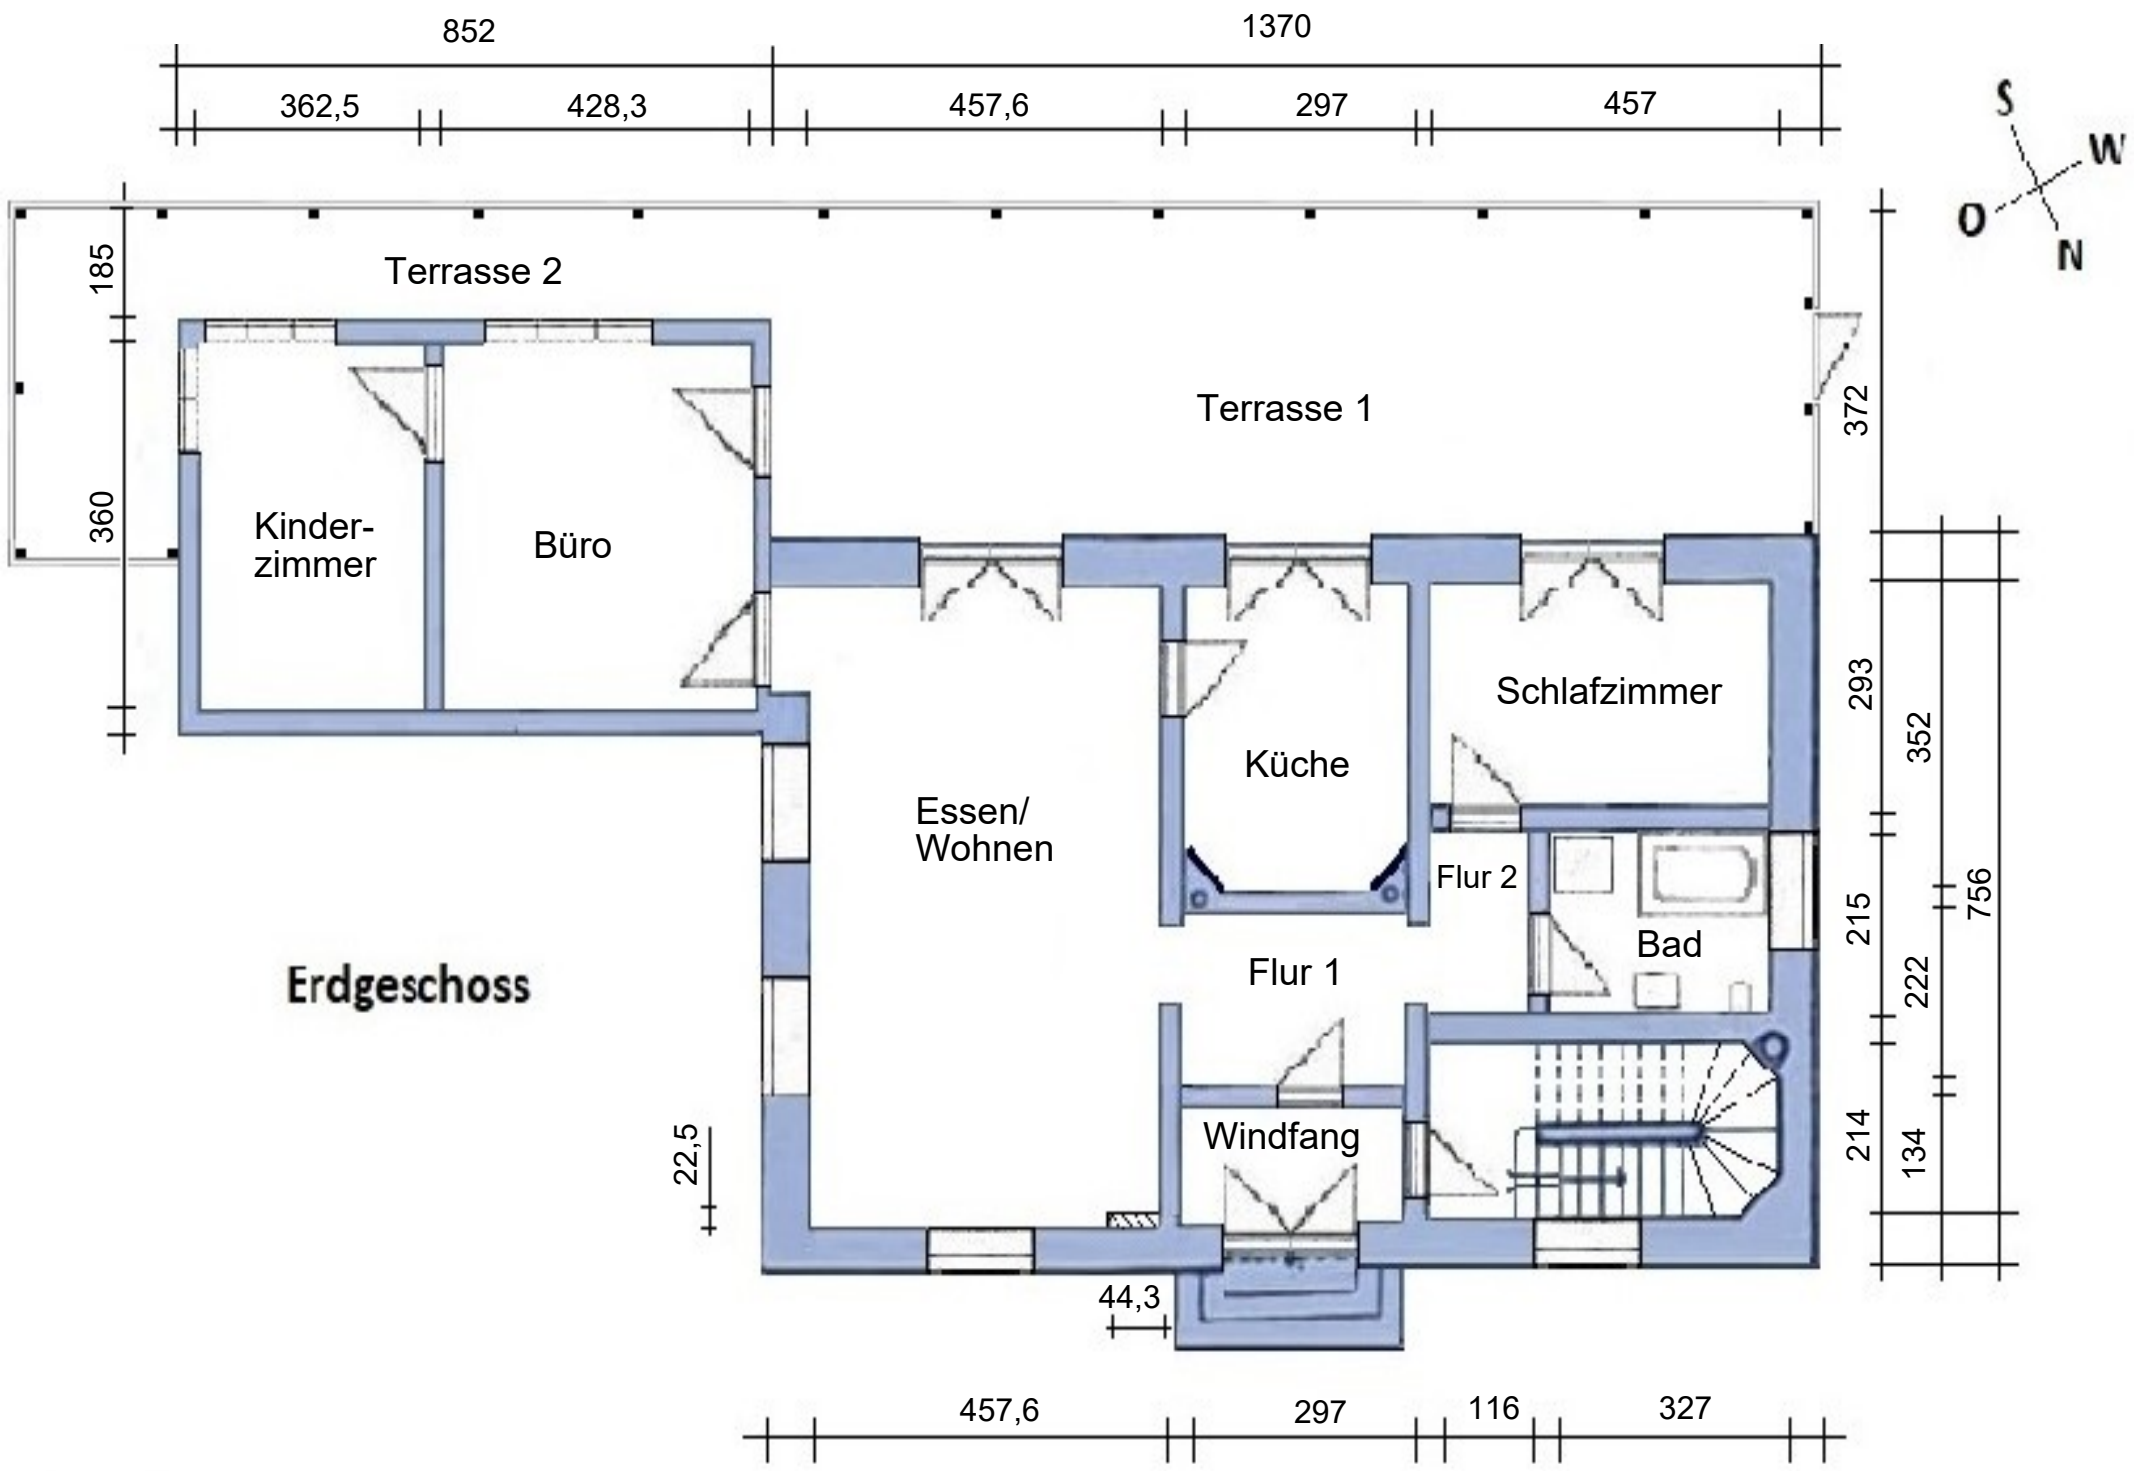 852
1370
362,5
428,3
457,6
297
457
S
W
O
N
185
Terrasse 2
Terrasse 1
372
360
Kinder-
zimmer
Büro
Schlafzimmer
293
352
Küche
Essen/
Wohnen
Flur 2
756
215
Bad
Flur 1
222
Erdgeschoss
Windfang
22,5
214
134
44,3
457,6
297
116
327